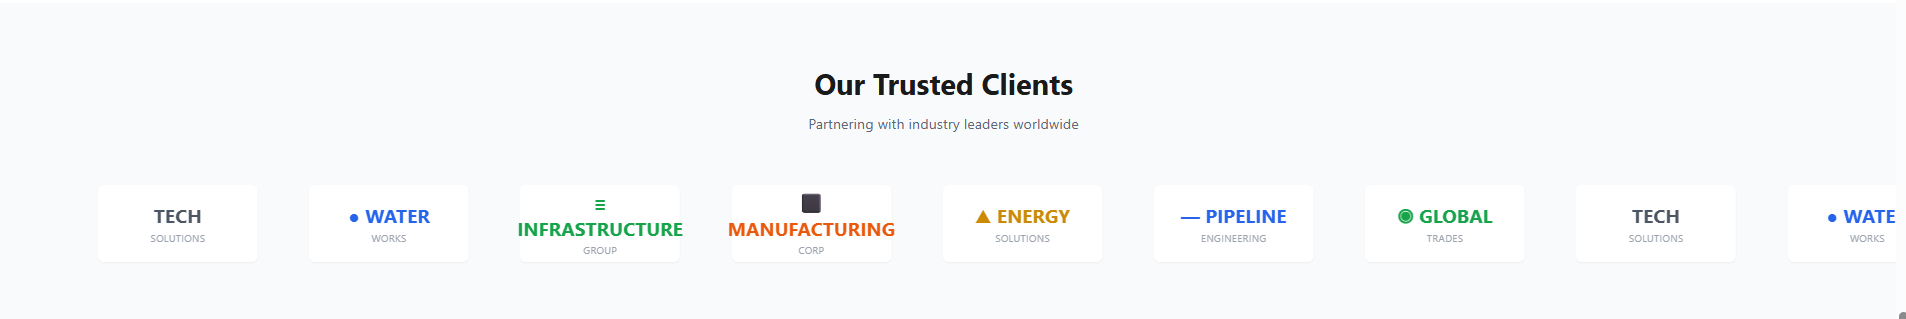 Our Trusted Clients
Partnering with industry leaders worldwide
TECH
SOLUTIONS
● WATER
WORKS
≡
INFRASTRUCTURE
GROUP
⬛
MANUFACTURING
CORP
▲ ENERGY
SOLUTIONS
— PIPELINE
ENGINEERING
◉ GLOBAL
TRADES
TECH
SOLUTIONS
● WATE
WORKS